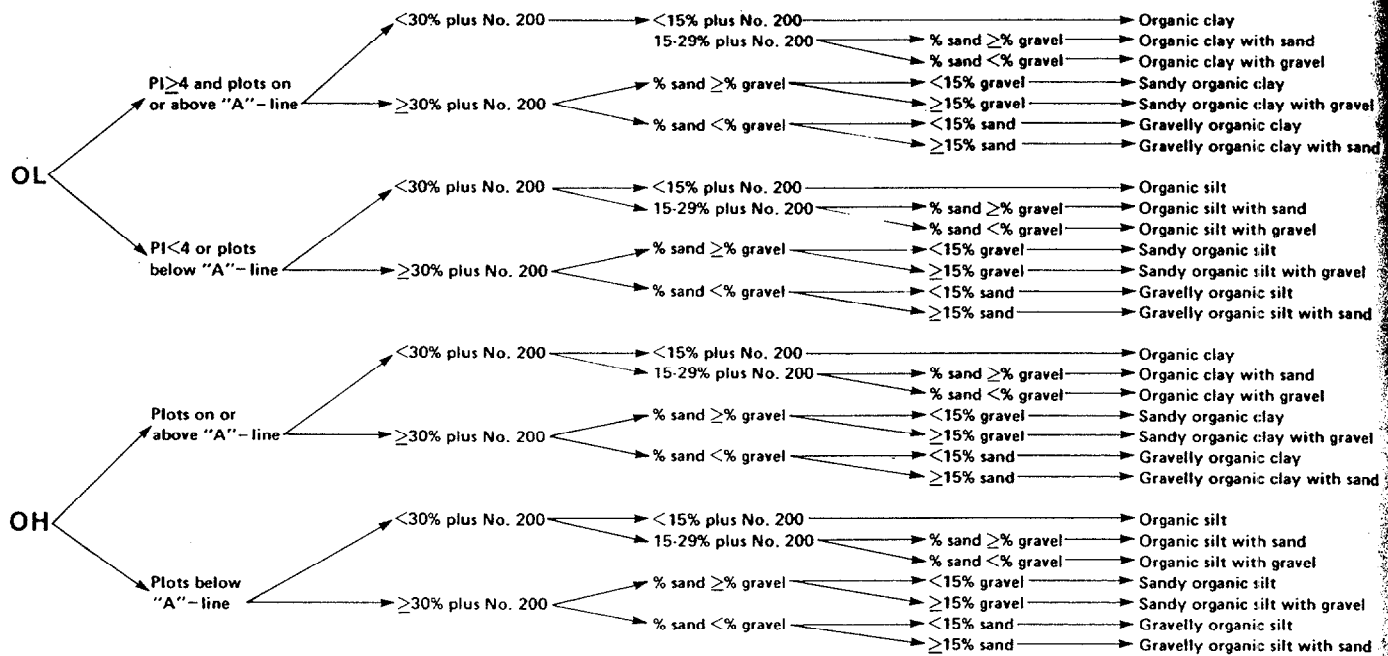 <30% plus No. 200 <15% plus No. 200 Organic clay
15-29% plus No. 200 % sand ≥% gravel Organic clay with sand
% sand <% gravel Organic clay with gravel
PI≥4 and plots on
or above "A"-line
≥30% plus No. 200 % sand ≥% gravel <15% gravel Sandy organic clay
≥15% gravel Sandy organic clay with gravel
% sand <% gravel <15% sand Gravelly organic clay
≥15% sand Gravelly organic clay with sand
OL
<30% plus No. 200 <15% plus No. 200 Organic silt
15-29% plus No. 200 % sand ≥% gravel Organic silt with sand
% sand <% gravel Organic silt with gravel
PI<4 or plots
below "A"-line
≥30% plus No. 200 % sand ≥% gravel <15% gravel Sandy organic silt
≥15% gravel Sandy organic silt with gravel
% sand <% gravel <15% sand Gravelly organic silt
≥15% sand Gravelly organic silt with sand
<30% plus No. 200 <15% plus No. 200 Organic clay
15-29% plus No. 200 % sand ≥% gravel Organic clay with sand
% sand <% gravel Organic clay with gravel
Plots on or
above "A"-line
≥30% plus No. 200 % sand ≥% gravel <15% gravel Sandy organic clay
≥15% gravel Sandy organic clay with gravel
% sand <% gravel <15% sand Gravelly organic clay
≥15% sand Gravelly organic clay with sand
OH
<30% plus No. 200 <15% plus No. 200 Organic silt
15-29% plus No. 200 % sand ≥% gravel Organic silt with sand
% sand <% gravel Organic silt with gravel
Plots below
"A"-line
≥30% plus No. 200 % sand ≥% gravel <15% gravel Sandy organic silt
≥15% gravel Sandy organic silt with gravel
% sand <% gravel <15% sand Gravelly organic silt
≥15% sand Gravelly organic silt with sand